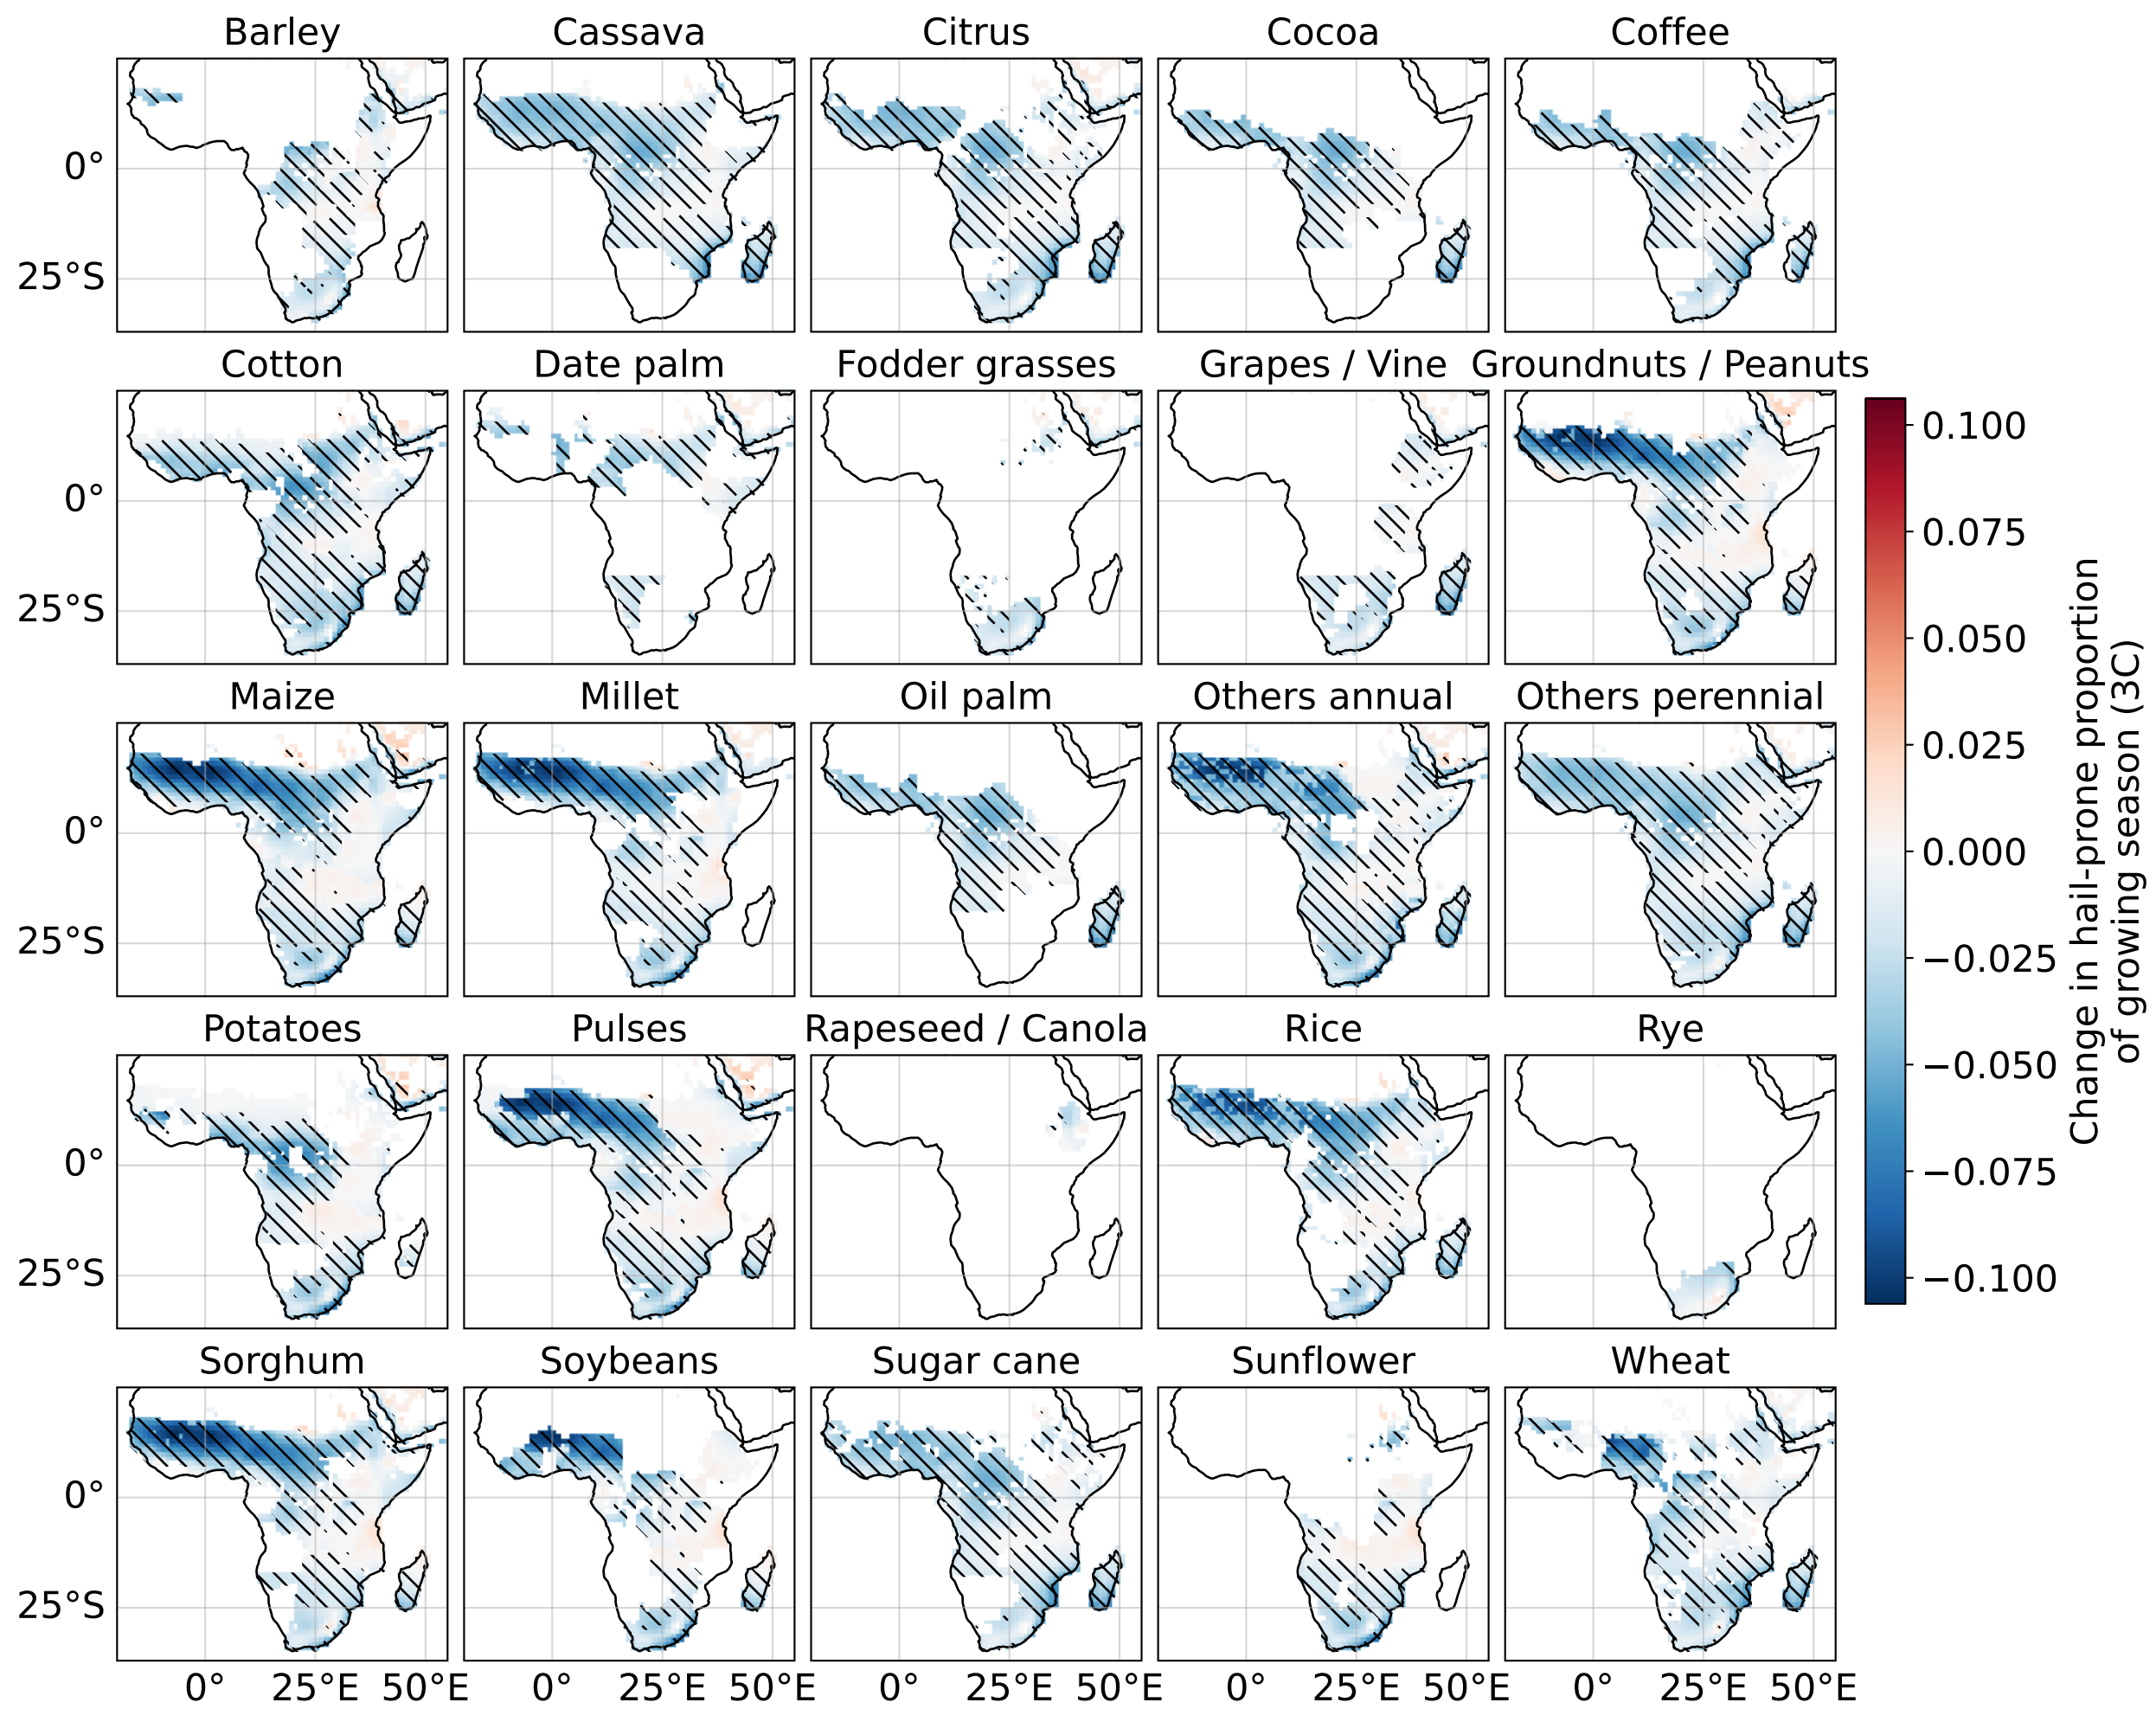 Barley Cassava Citrus Cocoa Coffee
0°
25°S
Cotton Date palm Fodder grasses Grapes / Vine Groundnuts / Peanuts
0°
25°S
Maize Millet Oil palm Others annual Others perennial
0°
25°S
Potatoes Pulses Rapeseed / Canola Rice Rye
0°
25°S
Sorghum Soybeans Sugar cane Sunflower Wheat
0°
25°S
0° 25°E 50°E 0° 25°E 50°E 0° 25°E 50°E 0° 25°E 50°E 0° 25°E 50°E
0.100
0.075
0.050
0.025
0.000
−0.025
−0.050
−0.075
−0.100
Change in hail-prone proportion
of growing season (3C)